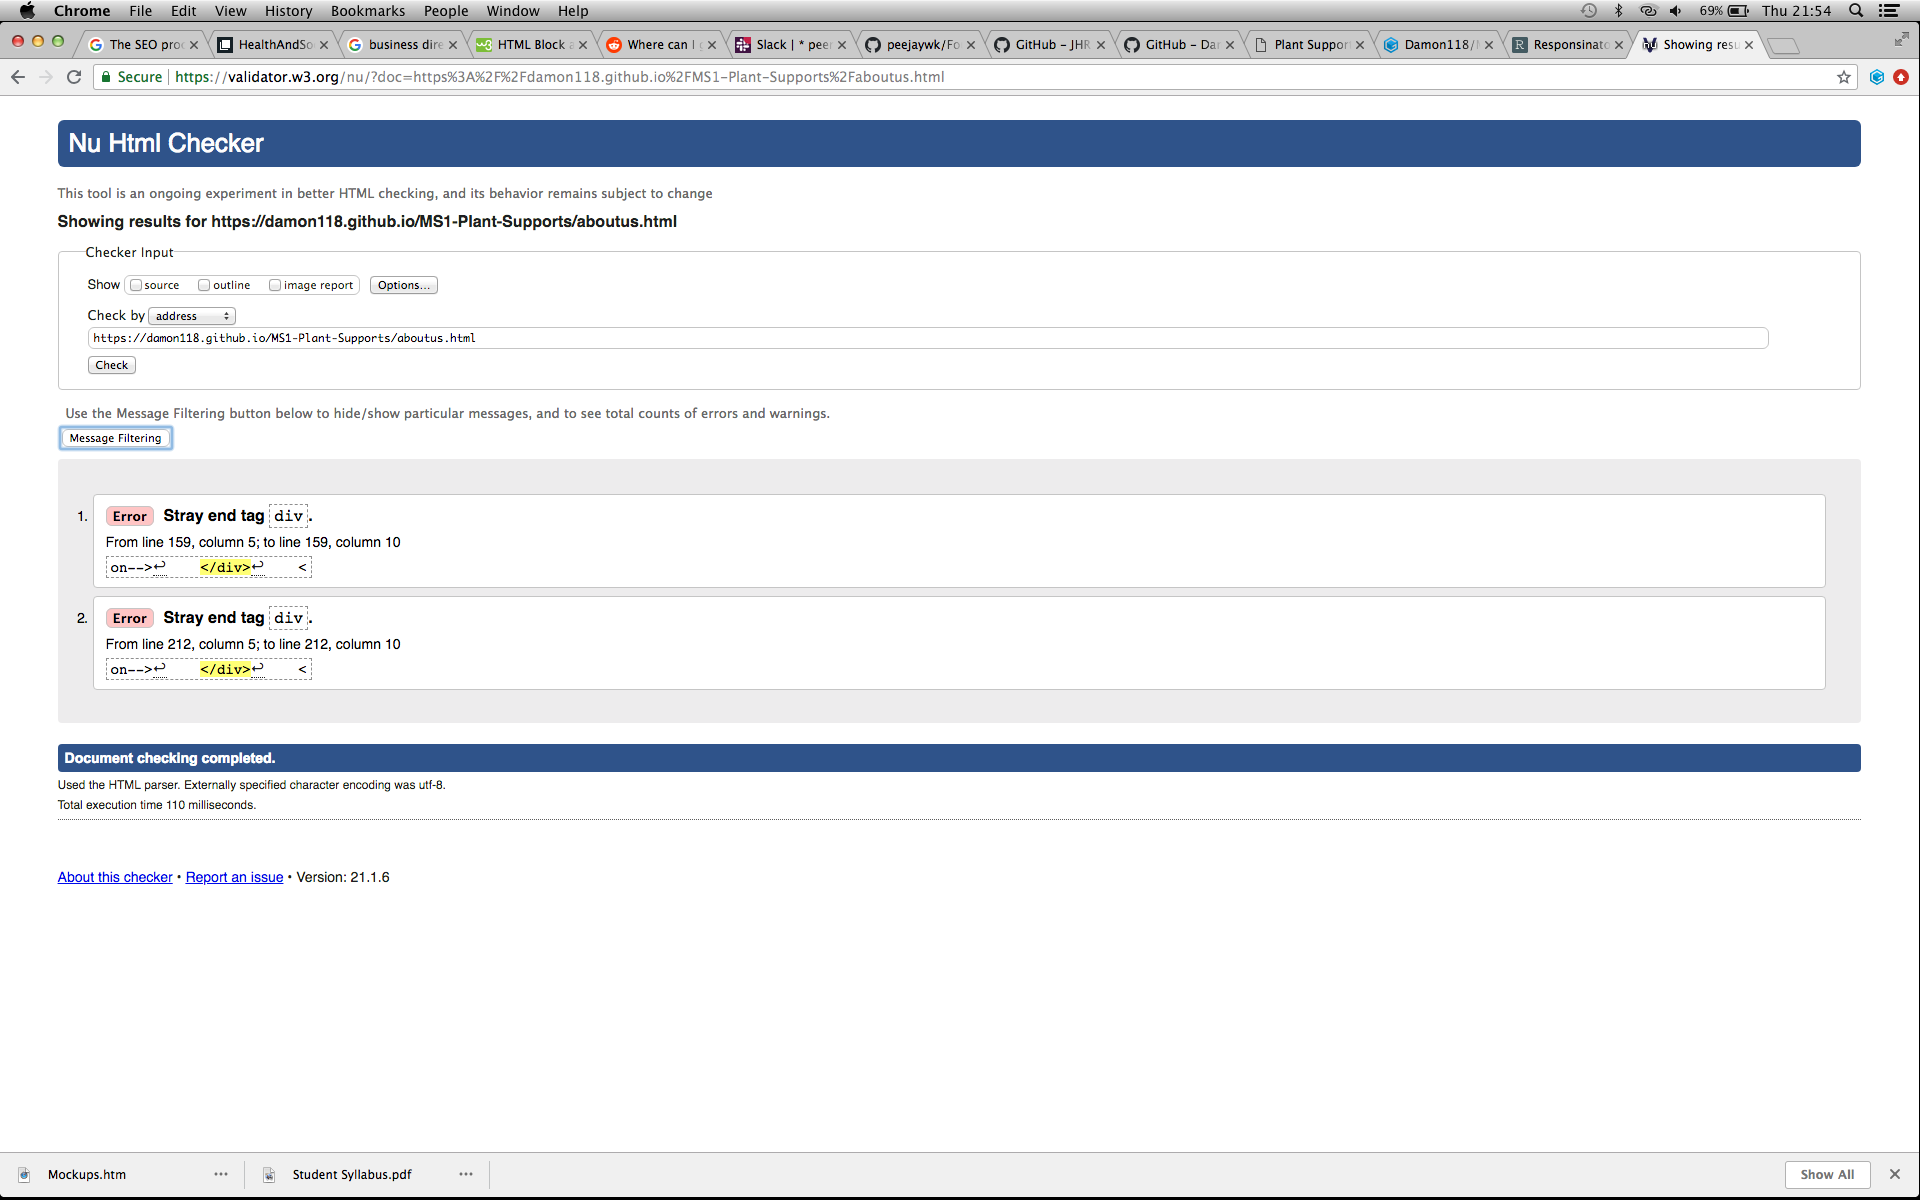 Chrome File Edit View History Bookmarks People Window Help 69% Thu 21:54
The SEO pro HealthAndSo business dire HTML Block a Where can I g Slack | * peer peejaywk/Fo GitHub – JHR GitHub – Da Plant Support Damon118/ Responsinato Showing resu
Secure https://validator.w3.org/nu/?doc=https%3A%2F%2Fdamon118.github.io%2FMS1-Plant-Supports%2Faboutus.html
Nu Html Checker
This tool is an ongoing experiment in better HTML checking, and its behavior remains subject to change
Showing results for https://damon118.github.io/MS1-Plant-Supports/aboutus.html
Checker Input
Show source outline image report Options...
Check by address
https://damon118.github.io/MS1-Plant-Supports/aboutus.html
Check
Use the Message Filtering button below to hide/show particular messages, and to see total counts of errors and warnings.
Message Filtering
1. Error Stray end tag div.
From line 159, column 5; to line 159, column 10
on-->↩ </div>↩ <
2. Error Stray end tag div.
From line 212, column 5; to line 212, column 10
on-->↩ </div>↩ <
Document checking completed.
Used the HTML parser. Externally specified character encoding was utf-8.
Total execution time 110 milliseconds.
About this checker • Report an issue • Version: 21.1.6
Mockups.htm Student Syllabus.pdf Show All